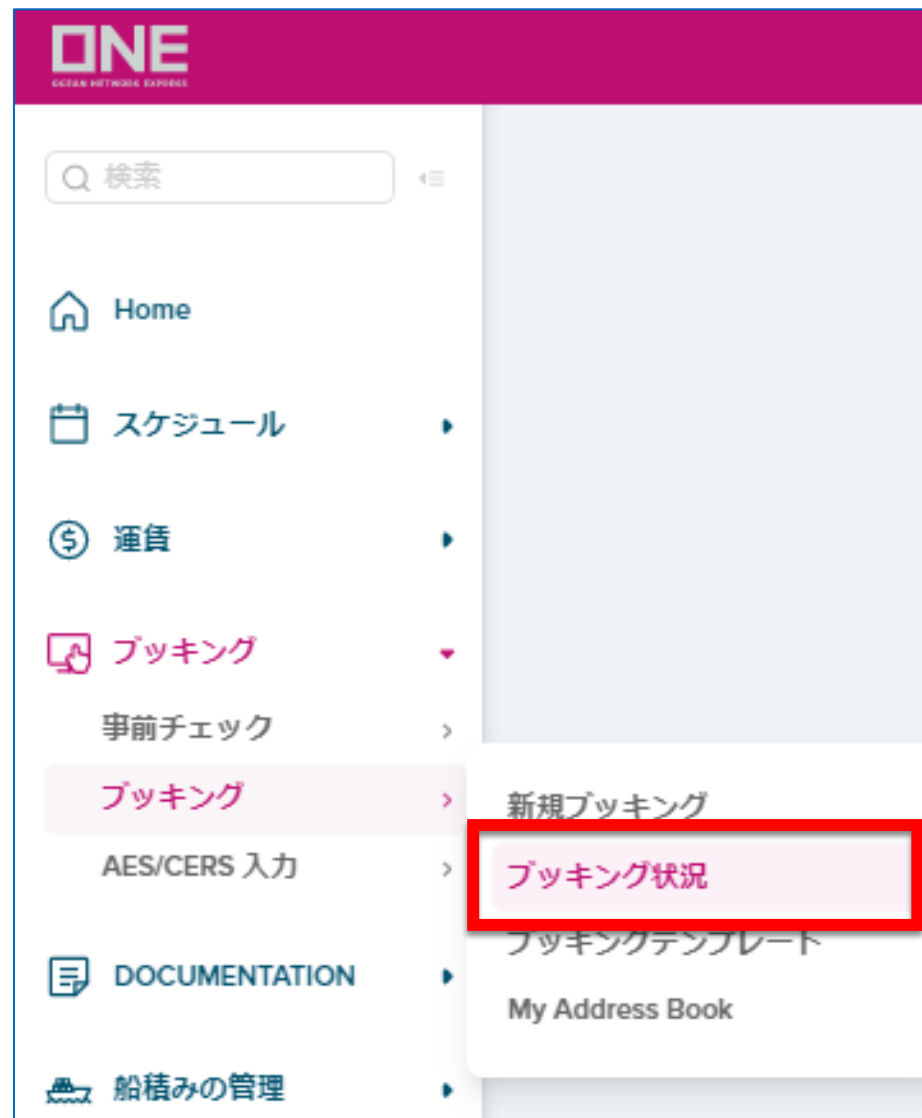 ONE
OCEAN NETWORK EXPRESS
検索
Home
スケジュール
運賃
ブッキング
事前チェック
ブッキング
AES/CERS 入力
新規ブッキング
ブッキング状況
ブッキングテンプレート
My Address Book
DOCUMENTATION
船積みの管理